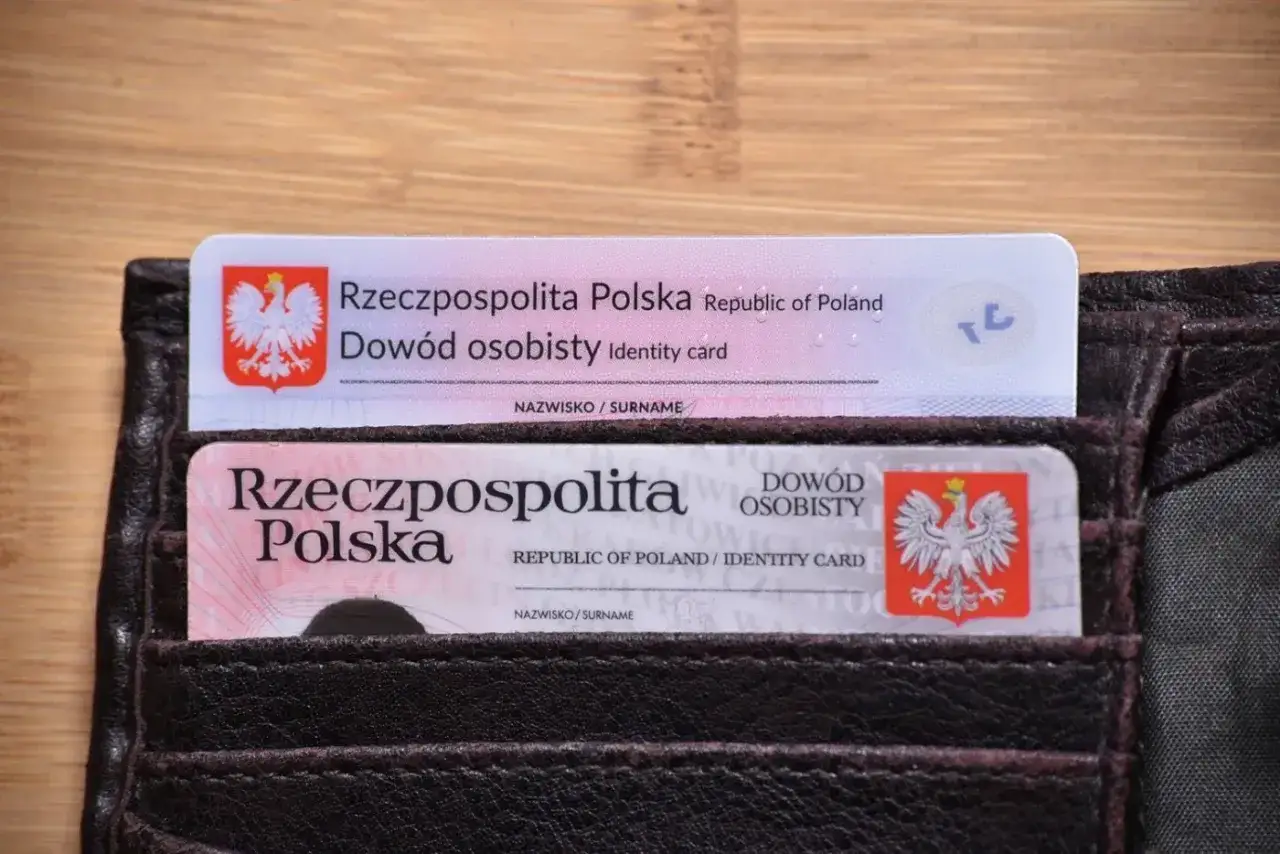 Rzeczpospolita Polska Republic of Poland
Dowód osobisty Identity card
NAZWISKO / SURNAME
Rzeczpospolita
Polska
DOWÓD
OSOBISTY
REPUBLIC OF POLAND / IDENTITY CARD
NAZWISKO/SURNAME